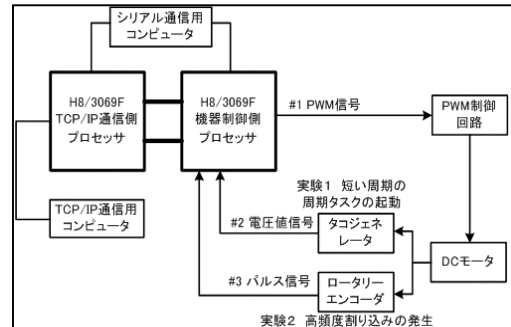 シリアル通信用
コンピュータ
H8/3069F
TCP/IP通信側
プロセッサ
H8/3069F
機器制御側
プロセッサ
#1 PWM信号
PWM制御
回路
実験1 短い周期の
周期タスクの起動
#2 電圧値信号
タコジェネ
レータ
TCP/IP通信用
コンピュータ
DCモータ
#3 パルス信号
ロータリー
エンコーダ
実験2 高頻度割り込みの発生